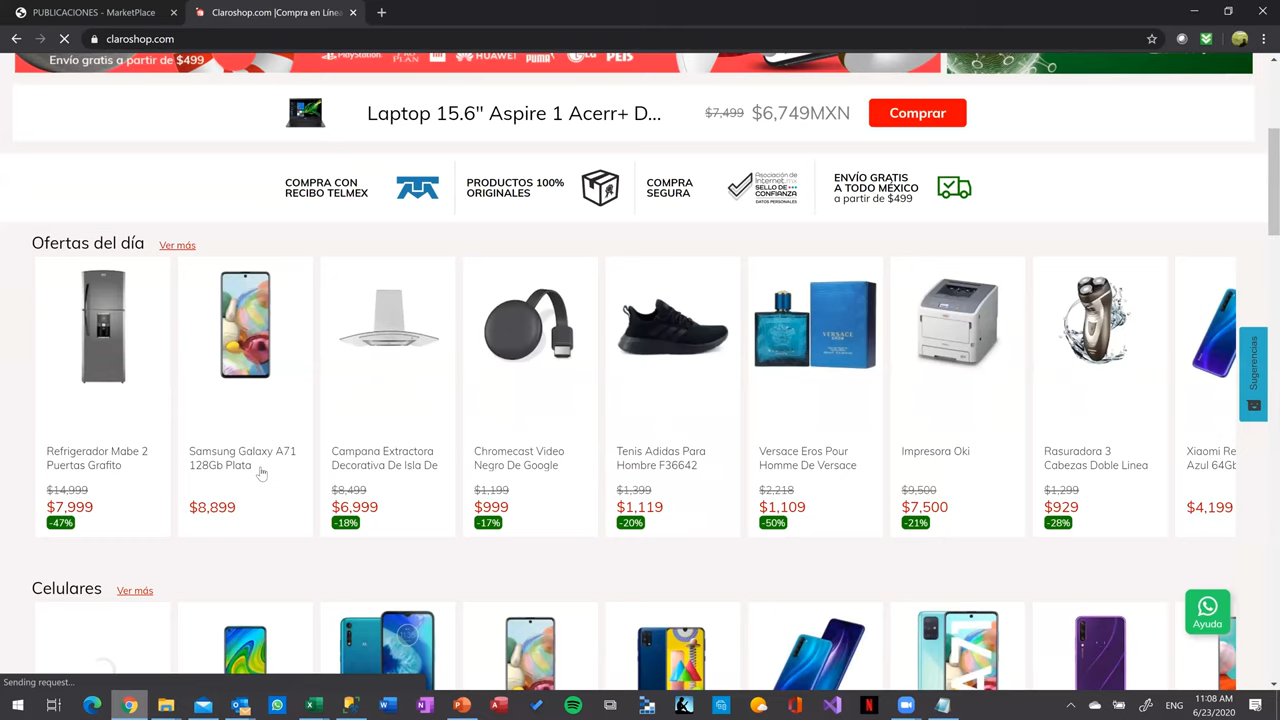 PUBLICACIONES - MarketPlace
Claroshop.com | Compra en Líne
claroshop.com
Envío gratis a partir de $499
PlayStation HUAWEI PUMA LG PEIS
Laptop 15.6" Aspire 1 Acerr+ D... $7,499 $6,749MXN Comprar
COMPRA CON
RECIBO TELMEX
PRODUCTOS 100%
ORIGINALES
COMPRA
SEGURA
Asociación de
Internet.mx
SELLO DE
CONFIANZA
DATOS PERSONALES
ENVÍO GRATIS
A TODO MÉXICO
a partir de $499
Ofertas del día Ver más
Refrigerador Mabe 2
Puertas Grafito
$14,999
$7,999
-47%
Samsung Galaxy A71
128Gb Plata
$8,899
Campana Extractora
Decorativa De Isla De
$8,499
$6,999
-18%
Chromecast Video
Negro De Google
$1,199
$999
-17%
Tenis Adidas Para
Hombre F36642
$1,399
$1,119
-20%
VERSACE
Versace Eros Pour
Homme De Versace
$2,218
$1,109
-50%
Impresora Oki
$9,500
$7,500
-21%
Rasuradora 3
Cabezas Doble Linea
$1,299
$929
-28%
Xiaomi Re
Azul 64Gb
$4,199
Sugerencias
Celulares Ver más
Ayuda
Sending request...
ENG
11:08 AM
6/23/2020